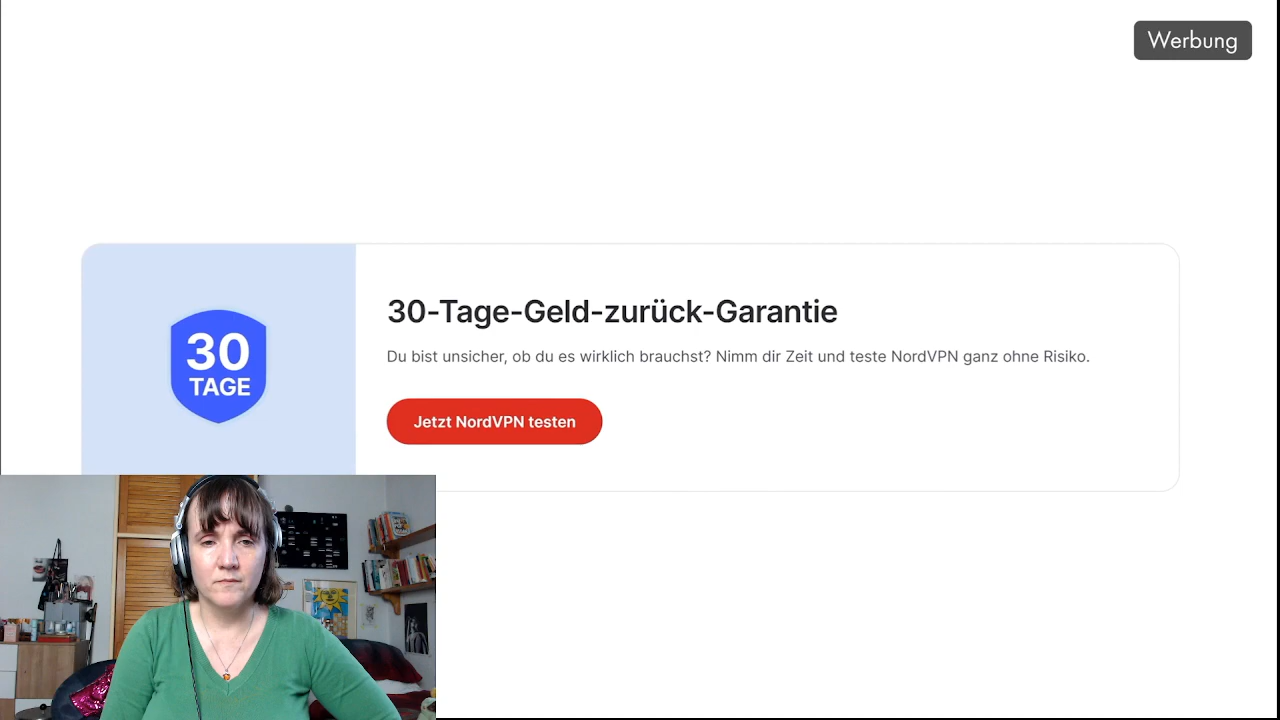 Werbung
30
TAGE
30-Tage-Geld-zurück-Garantie
Du bist unsicher, ob du es wirklich brauchst? Nimm dir Zeit und teste NordVPN ganz ohne Risiko.
Jetzt NordVPN testen